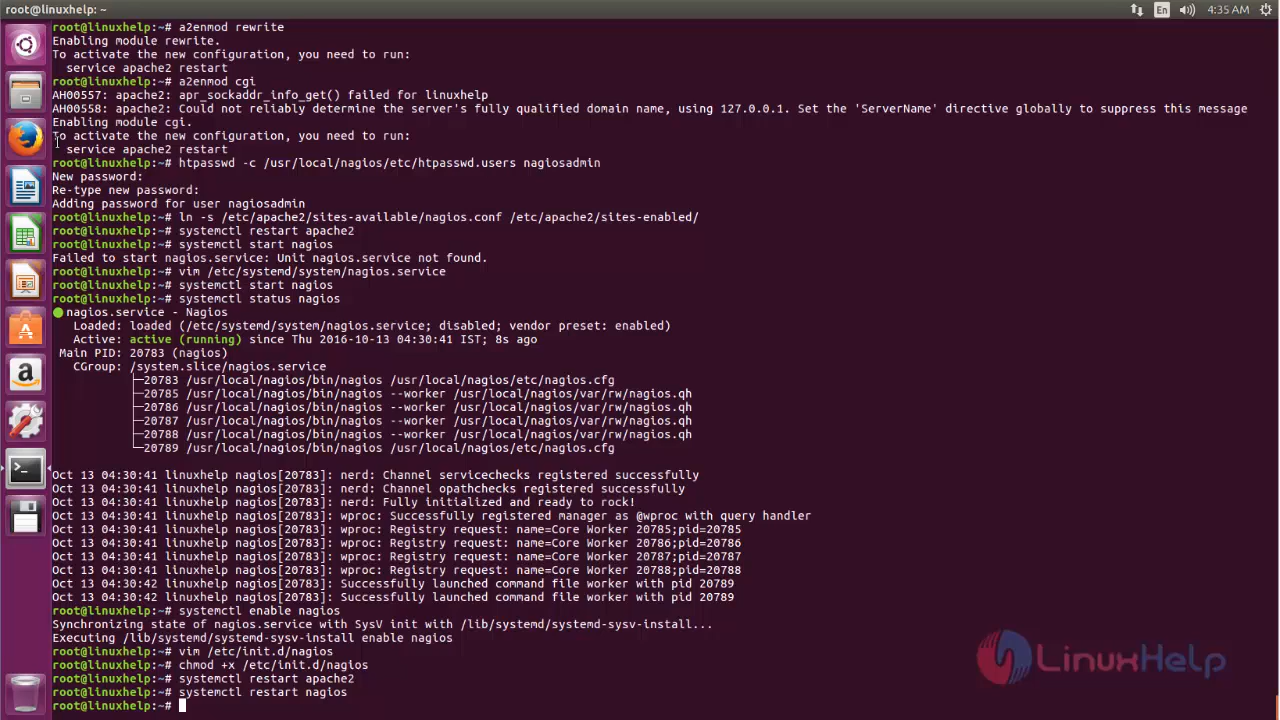 root@linuxhelp: ~
En
4:35 AM
root@linuxhelp:~# a2enmod rewrite
Enabling module rewrite.
To activate the new configuration, you need to run:
  service apache2 restart
root@linuxhelp:~# a2enmod cgi
AH00557: apache2: apr_sockaddr_info_get() failed for linuxhelp
AH00558: apache2: Could not reliably determine the server's fully qualified domain name, using 127.0.0.1. Set the 'ServerName' directive globally to suppress this message
Enabling module cgi.
To activate the new configuration, you need to run:
  service apache2 restart
root@linuxhelp:~# htpasswd -c /usr/local/nagios/etc/htpasswd.users nagiosadmin
New password:
Re-type new password:
Adding password for user nagiosadmin
root@linuxhelp:~# ln -s /etc/apache2/sites-available/nagios.conf /etc/apache2/sites-enabled/
root@linuxhelp:~# systemctl restart apache2
root@linuxhelp:~# systemctl start nagios
Failed to start nagios.service: Unit nagios.service not found.
root@linuxhelp:~# vim /etc/systemd/system/nagios.service
root@linuxhelp:~# systemctl start nagios
root@linuxhelp:~# systemctl status nagios
● nagios.service - Nagios
   Loaded: loaded (/etc/systemd/system/nagios.service; disabled; vendor preset: enabled)
   Active: active (running) since Thu 2016-10-13 04:30:41 IST; 8s ago
 Main PID: 20783 (nagios)
   CGroup: /system.slice/nagios.service
           ├─20783 /usr/local/nagios/bin/nagios /usr/local/nagios/etc/nagios.cfg
           ├─20785 /usr/local/nagios/bin/nagios --worker /usr/local/nagios/var/rw/nagios.qh
           ├─20786 /usr/local/nagios/bin/nagios --worker /usr/local/nagios/var/rw/nagios.qh
           ├─20787 /usr/local/nagios/bin/nagios --worker /usr/local/nagios/var/rw/nagios.qh
           ├─20788 /usr/local/nagios/bin/nagios --worker /usr/local/nagios/var/rw/nagios.qh
           └─20789 /usr/local/nagios/bin/nagios /usr/local/nagios/etc/nagios.cfg
Oct 13 04:30:41 linuxhelp nagios[20783]: nerd: Channel servicechecks registered successfully
Oct 13 04:30:41 linuxhelp nagios[20783]: nerd: Channel opathchecks registered successfully
Oct 13 04:30:41 linuxhelp nagios[20783]: nerd: Fully initialized and ready to rock!
Oct 13 04:30:41 linuxhelp nagios[20783]: wproc: Successfully registered manager as @wproc with query handler
Oct 13 04:30:41 linuxhelp nagios[20783]: wproc: Registry request: name=Core Worker 20785;pid=20785
Oct 13 04:30:41 linuxhelp nagios[20783]: wproc: Registry request: name=Core Worker 20786;pid=20786
Oct 13 04:30:41 linuxhelp nagios[20783]: wproc: Registry request: name=Core Worker 20787;pid=20787
Oct 13 04:30:41 linuxhelp nagios[20783]: wproc: Registry request: name=Core Worker 20788;pid=20788
Oct 13 04:30:42 linuxhelp nagios[20783]: Successfully launched command file worker with pid 20789
Oct 13 04:30:42 linuxhelp nagios[20783]: Successfully launched command file worker with pid 20789
root@linuxhelp:~# systemctl enable nagios
Synchronizing state of nagios.service with SysV init with /lib/systemd/systemd-sysv-install...
Executing /lib/systemd/systemd-sysv-install enable nagios
root@linuxhelp:~# vim /etc/init.d/nagios
root@linuxhelp:~# chmod +x /etc/init.d/nagios
root@linuxhelp:~# systemctl restart apache2
root@linuxhelp:~# systemctl restart nagios
root@linuxhelp:~#
LinuxHelp